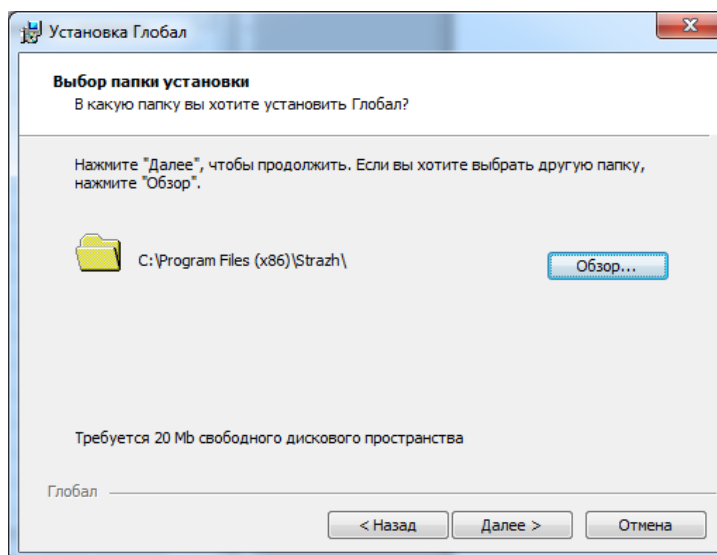 Установка Глобал
Выбор папки установки
В какую папку вы хотите установить Глобал?
Нажмите "Далее", чтобы продолжить. Если вы хотите выбрать другую папку,
нажмите "Обзор".
C:\Program Files (x86)\Strazh\
Обзор...
Требуется 20 Mb свободного дискового пространства
Глобал
< Назад
Далее >
Отмена